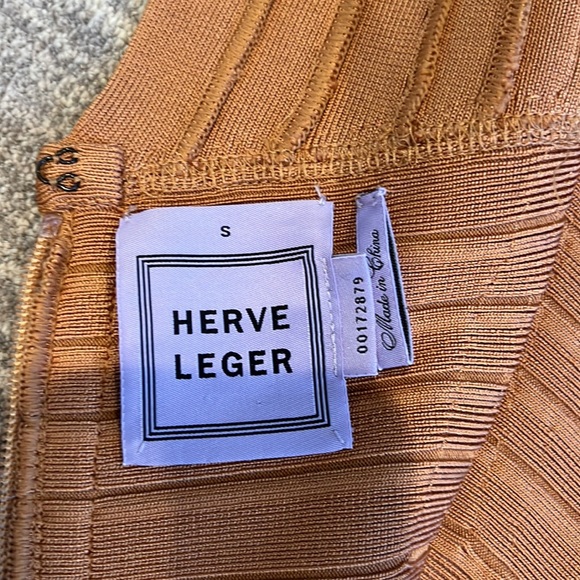 S
HERVE
LEGER
00172879
Made in China